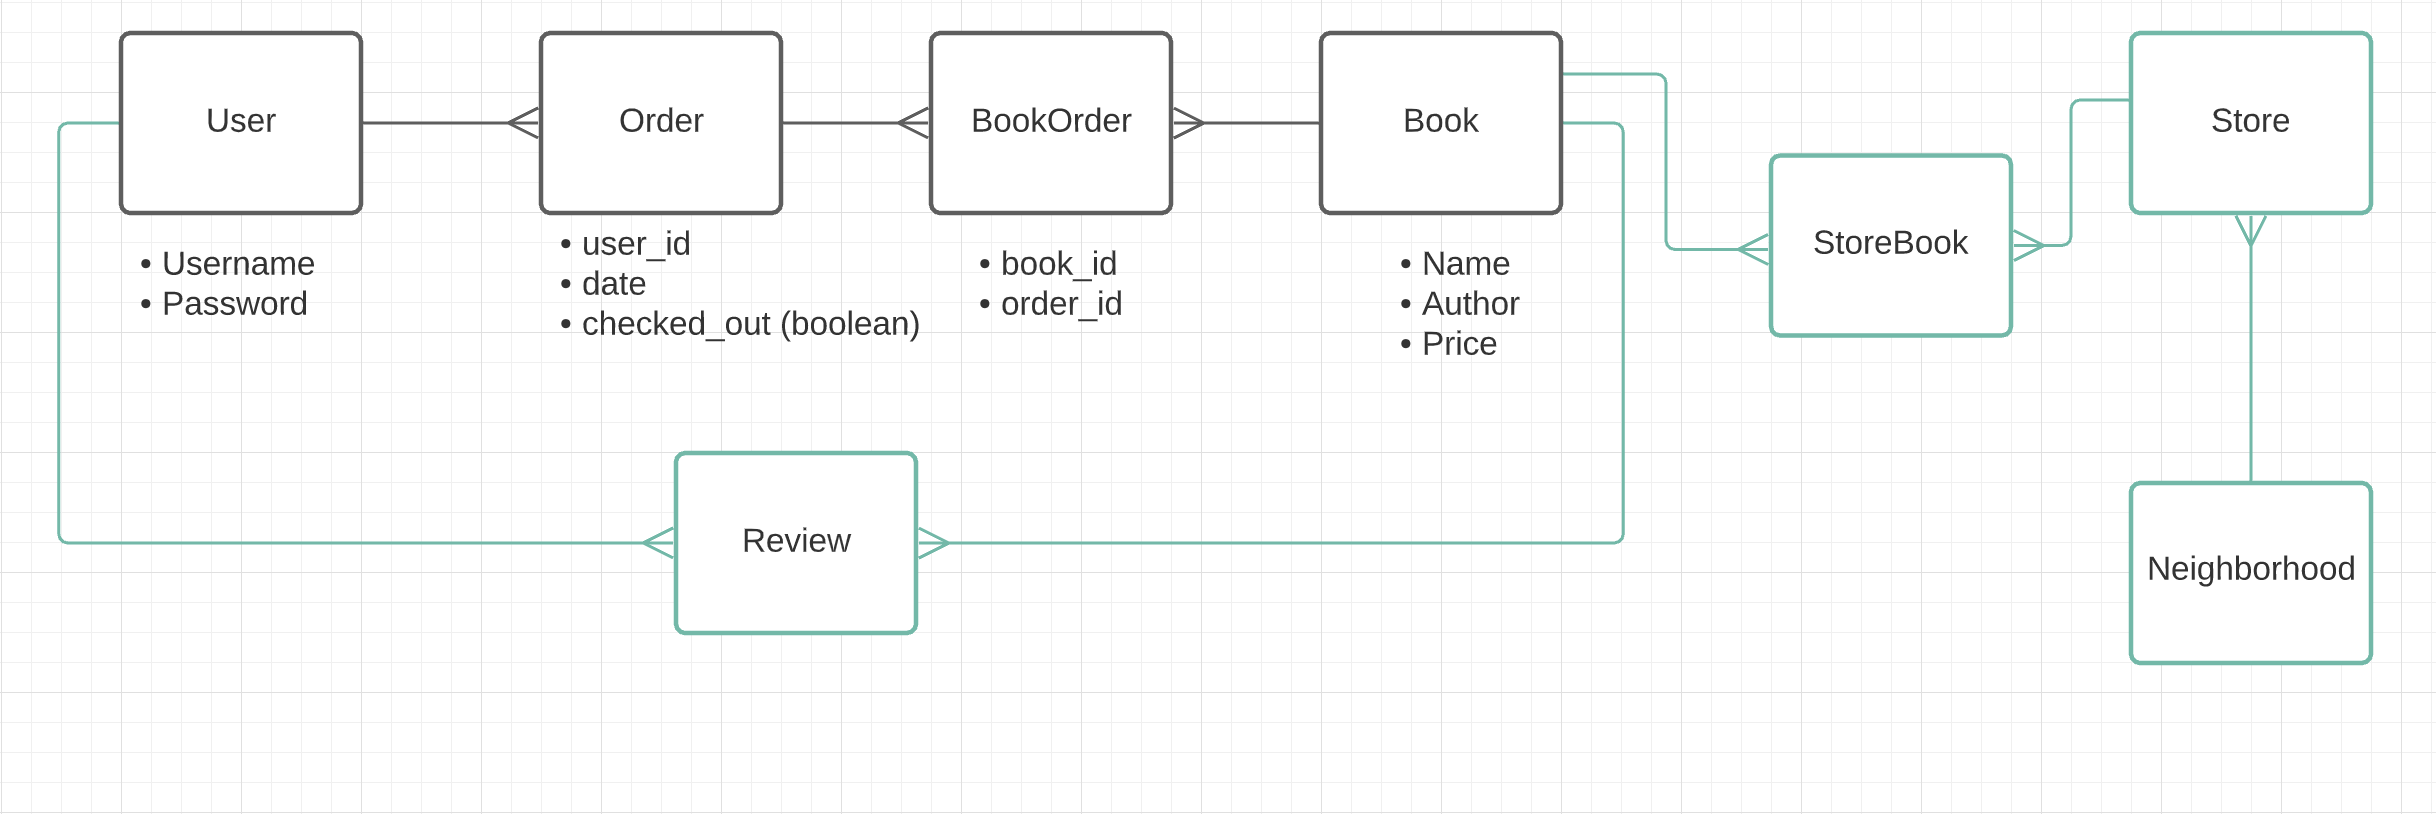 User
• Username
• Password
Order
• user_id
• date
• checked_out (boolean)
BookOrder
• book_id
• order_id
Book
• Name
• Author
• Price
StoreBook
Store
Review
Neighborhood